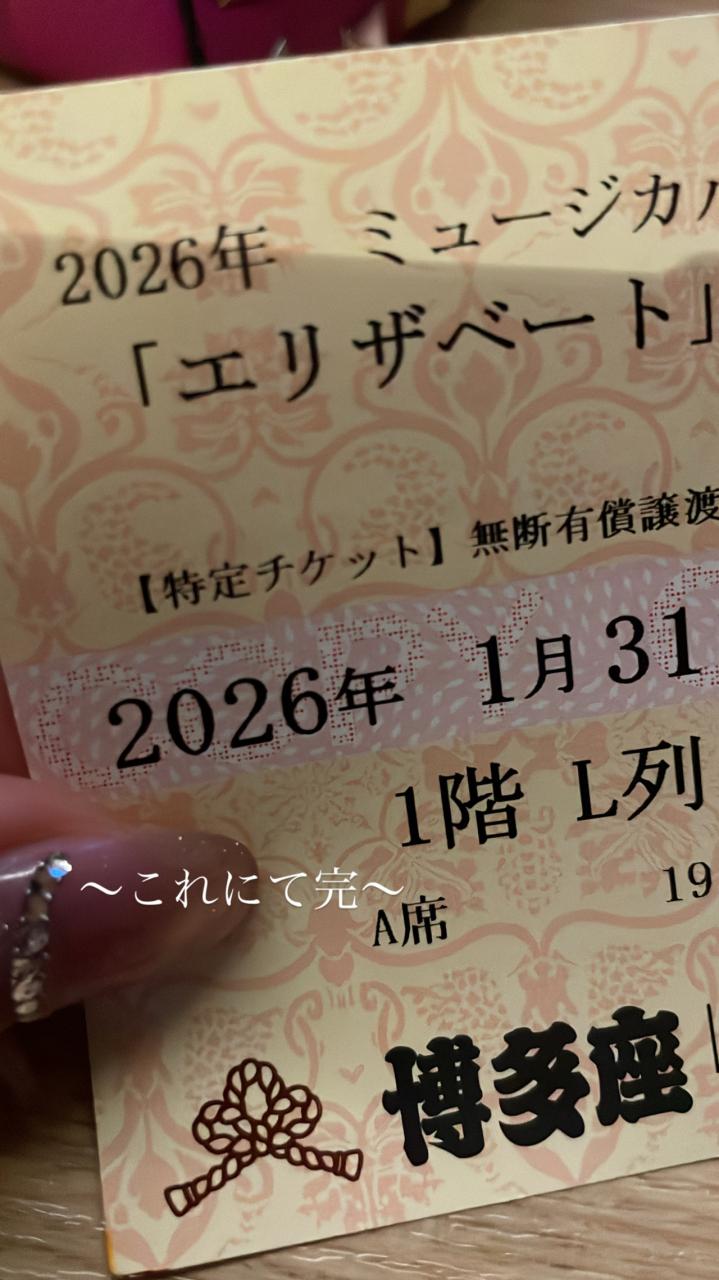 2026年 ミュージカル
「エリザベート」
【特定チケット】無断有償譲渡
COPY
2026年 1月31
1階 L列
～これにて完～
19
A席
博多座